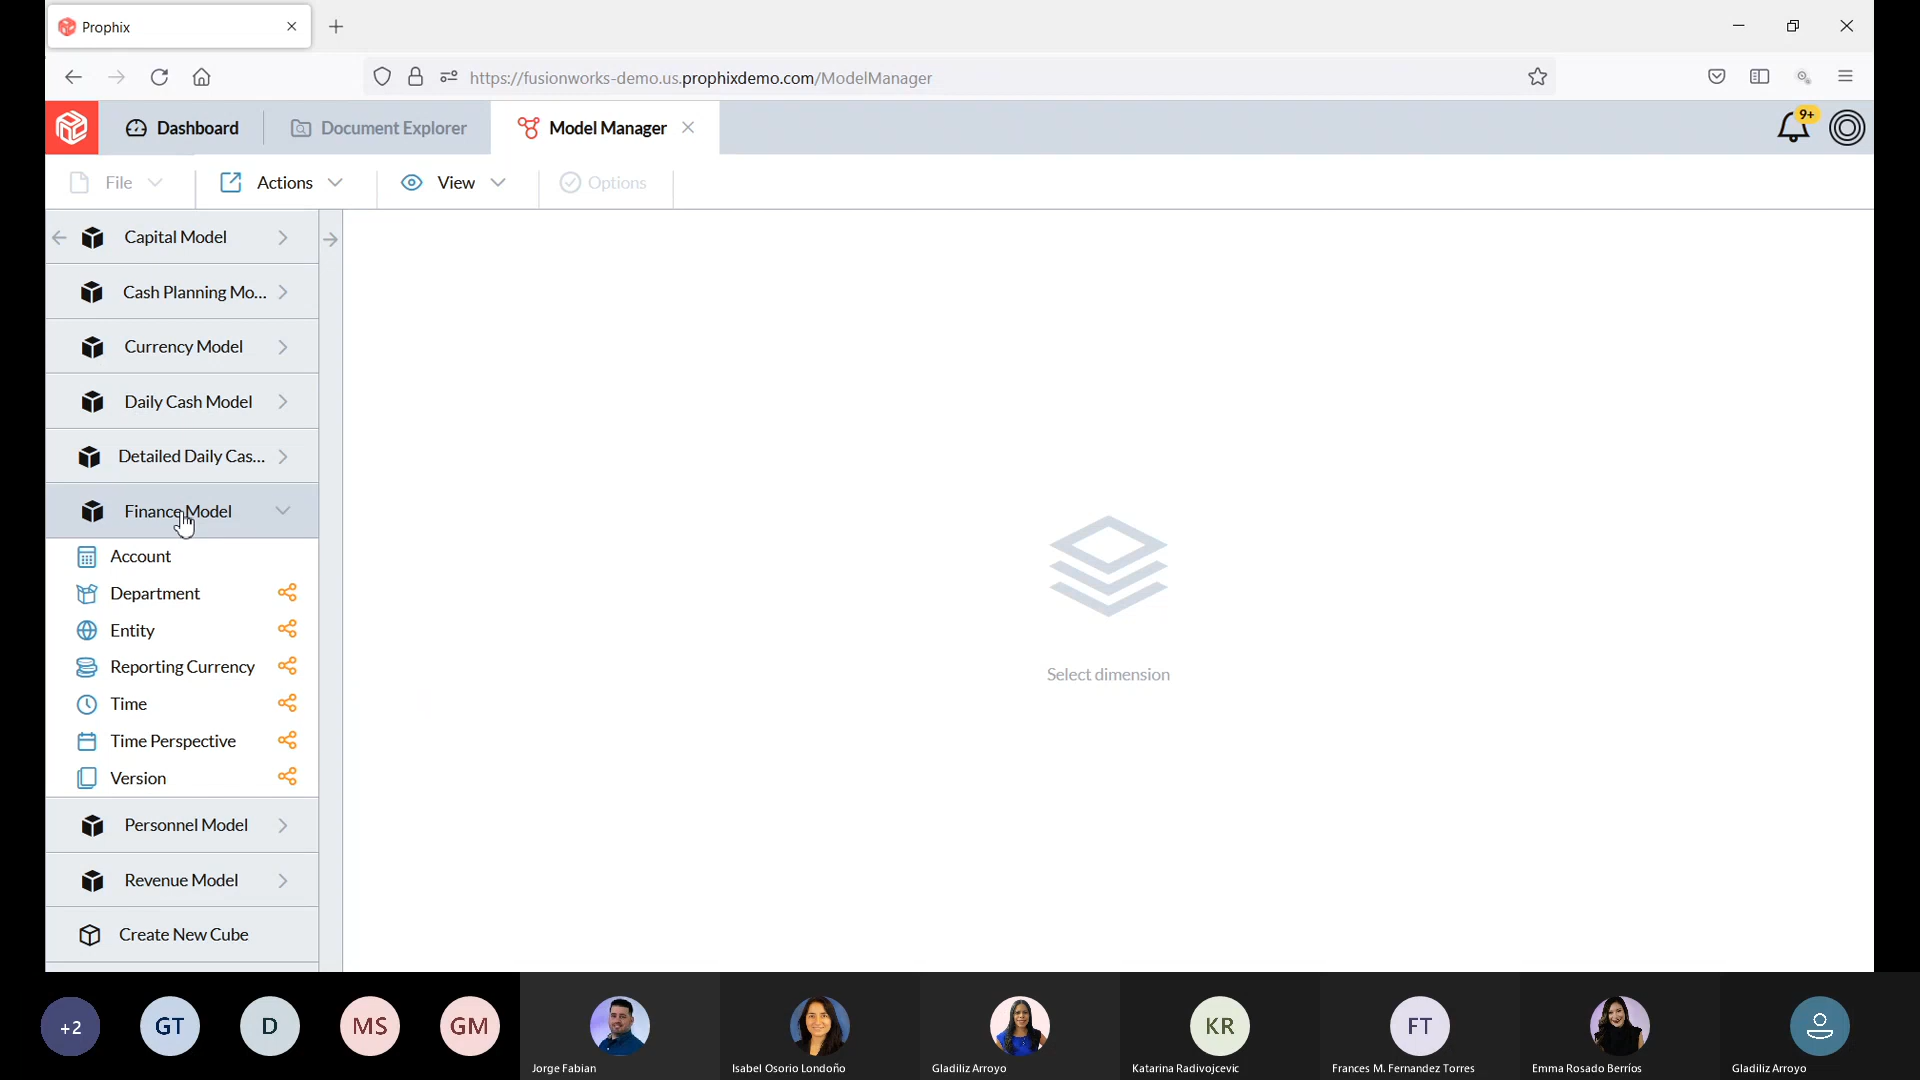 Prophix
https://fusionworks-demo.us.prophixdemo.com/ModelManager
Dashboard
Document Explorer
Model Manager
9+
File
Actions
View
Options
Capital Model
Cash Planning Mo...
Currency Model
Daily Cash Model
Detailed Daily Cas...
Finance Model
Account
Department
Entity
Reporting Currency
Time
Time Perspective
Version
Personnel Model
Revenue Model
Create New Cube
Select dimension
+2
GT
D
MS
GM
KR
FT
Jorge Fabian
Isabel Osorio Londoño
Gladiliz Arroyo
Katarina Radivojcevic
Frances M. Fernandez Torres
Emma Rosado Berríos
Gladiliz Arroyo